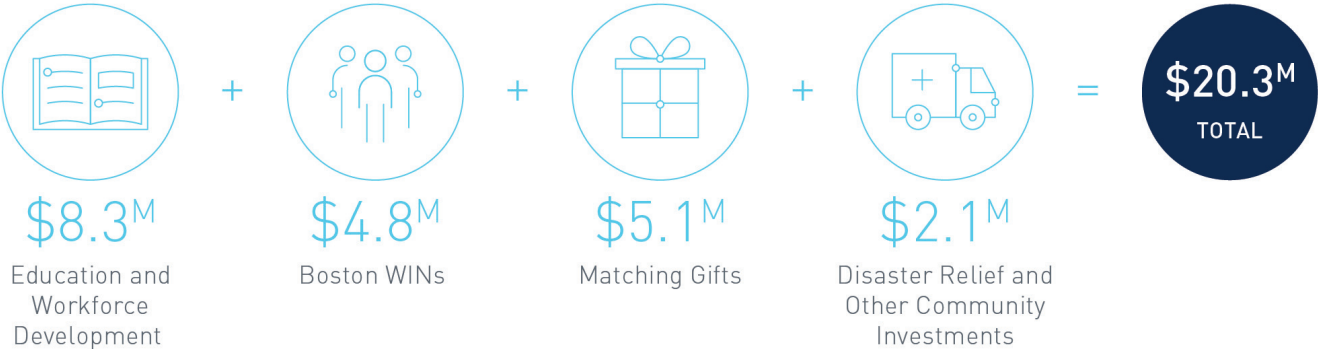 + + + + =
$20.3M
TOTAL
$8.3M
Education and
Workforce
Development
$4.8M
Boston WINs
$5.1M
Matching Gifts
$2.1M
Disaster Relief and
Other Community
Investments